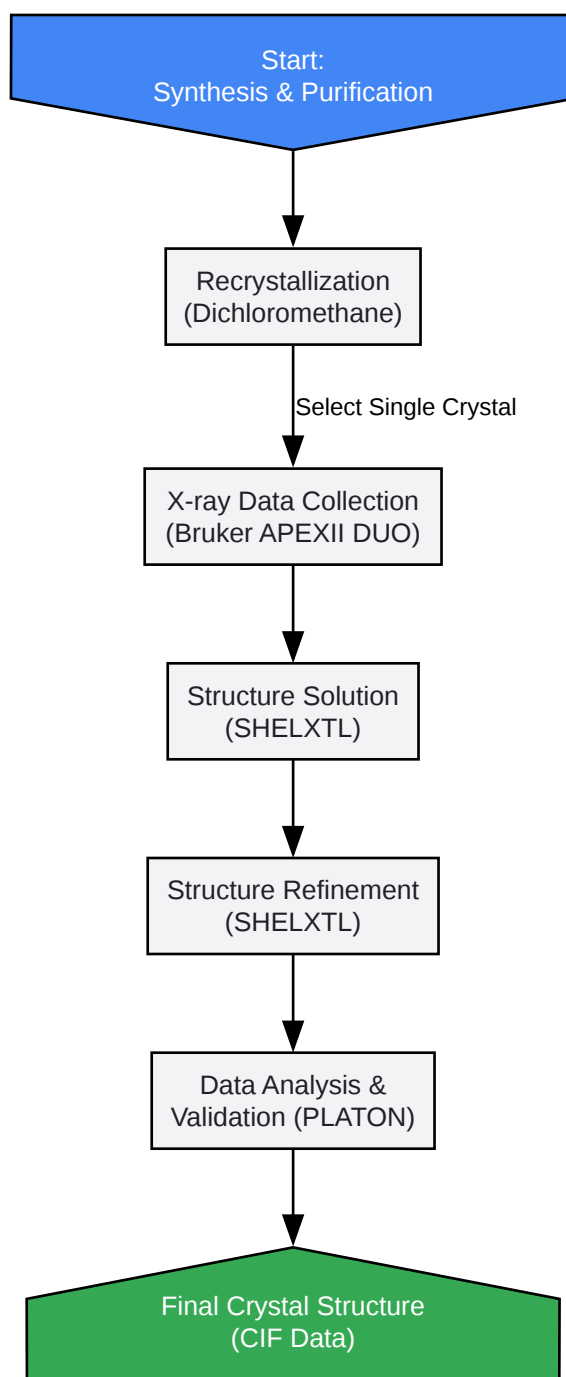 Start:
Synthesis & Purification
Recrystallization
(Dichloromethane)
Select Single Crystal
X-ray Data Collection
(Bruker APEXII DUO)
Structure Solution
(SHELXTL)
Structure Refinement
(SHELXTL)
Data Analysis &
Validation (PLATON)
Final Crystal Structure
(CIF Data)